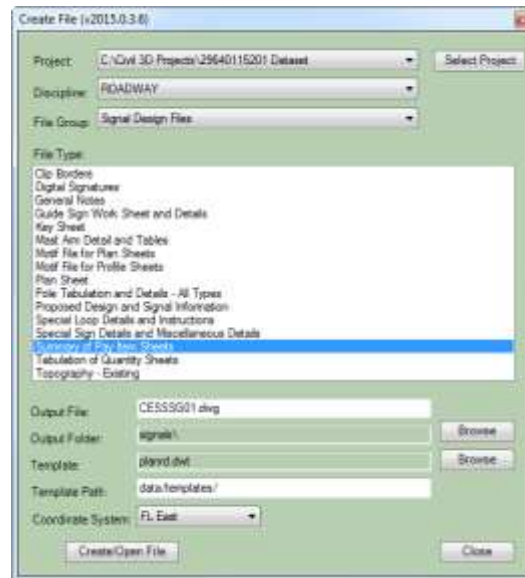 Create File (v2015.0.3.6)
Project: C:\Civil 3D Projects\29640115201 Dataset Select Project
Discipline: ROADWAY
File Group: Signal Design Files
File Type:
Clip Borders
Digital Signatures
General Notes
Guide Sign Work Sheet and Details
Key Sheet
Mast Arm Detail and Tables
Motif File for Plan Sheets
Motif File for Profile Sheets
Plan Sheet
Pole Tabulation and Details - All Types
Proposed Design and Signal Information
Special Loop Details and Instructions
Special Sign Details and Miscellaneous Details
Summary of Pay Item Sheets
Tabulation of Quantity Sheets
Topography - Existing
Output File: CESSSG01.dwg
Output Folder: signals\ Browse
Template: planrd.dwt Browse
Template Path: data/templates/
Coordinate System: FL East
Create/Open File Close